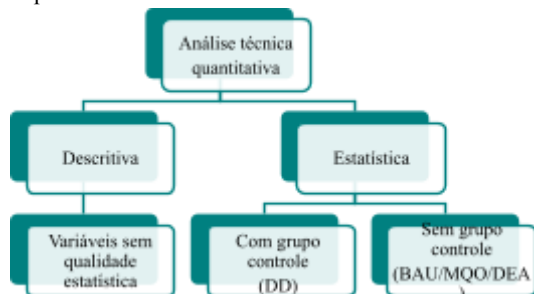 Análise técnica
quantitativa
Descritiva
Estatística
Variáveis sem
qualidade
estatística
Com grupo
controle
(DD)
Sem grupo
controle
(BAU/MQO/DEA
)